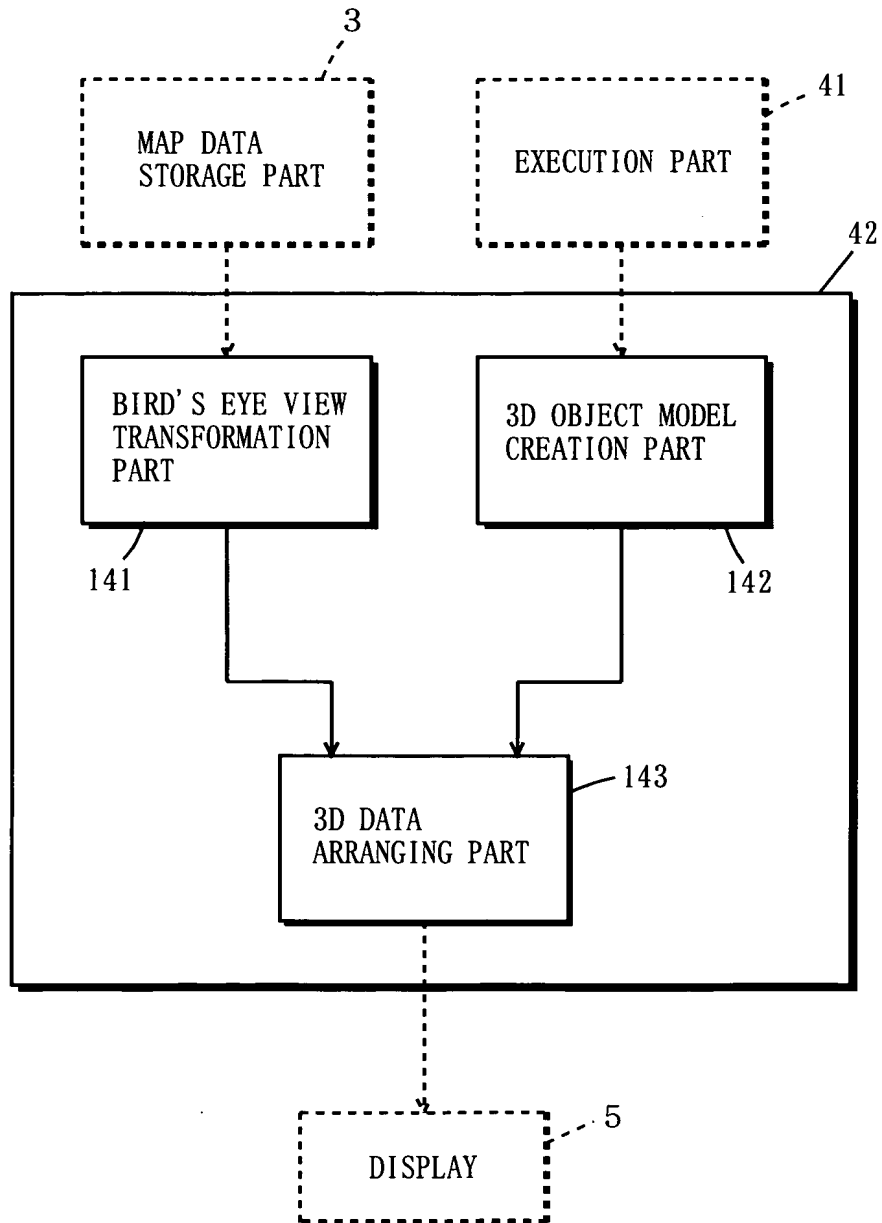 3
41
MAP DATA
STORAGE PART
EXECUTION PART
42
BIRD'S EYE VIEW
TRANSFORMATION
PART
3D OBJECT MODEL
CREATION PART
141
142
143
3D DATA
ARRANGING PART
5
DISPLAY